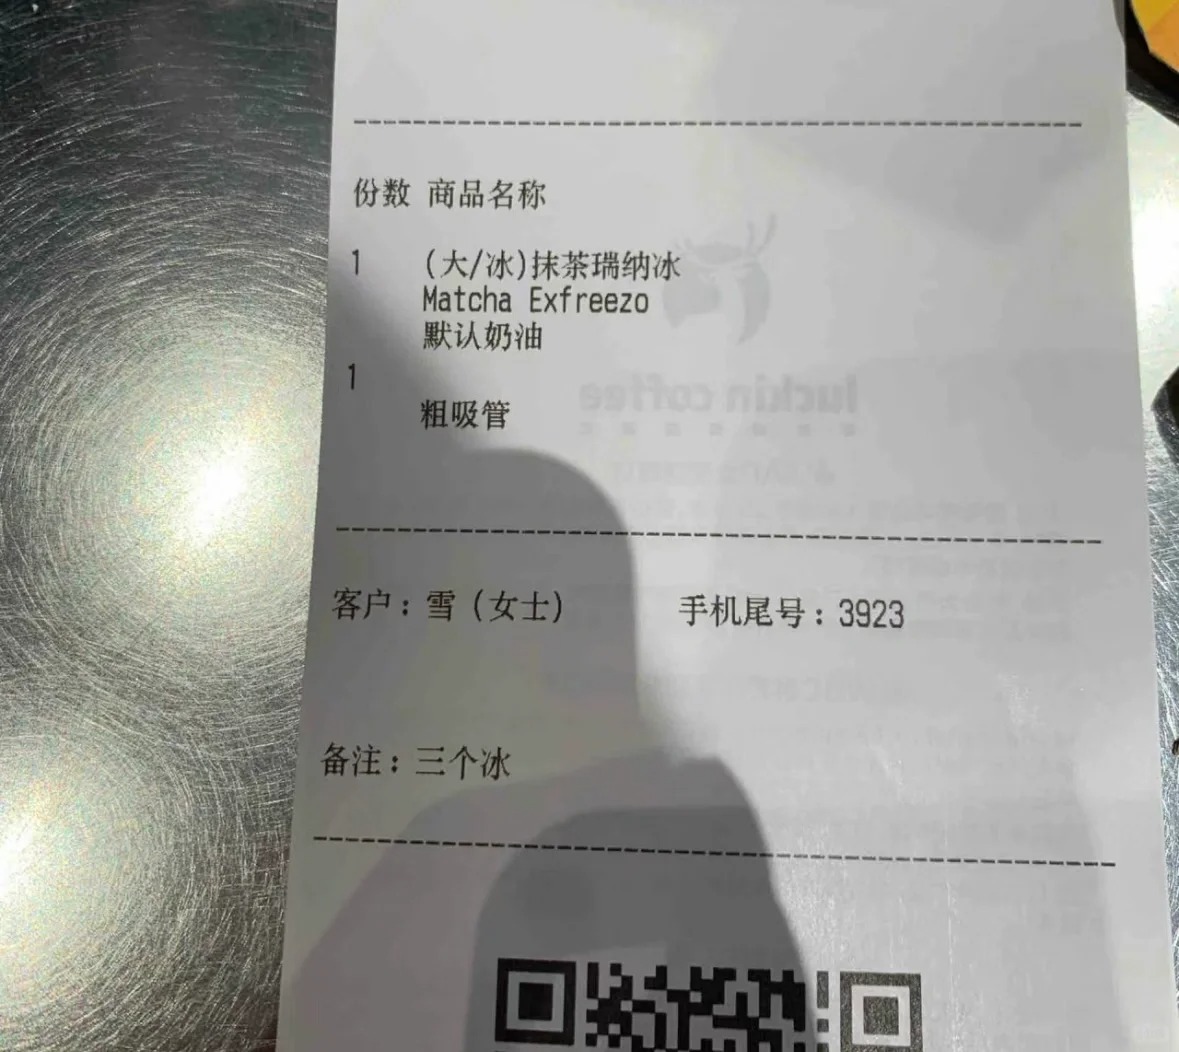 份数 商品名称
1 (大/冰)抹茶瑞纳冰
Matcha Exfreezo
默认奶油
1
粗吸管
luckin coffee
客户:雪(女士) 手机尾号:3923
备注:三个冰